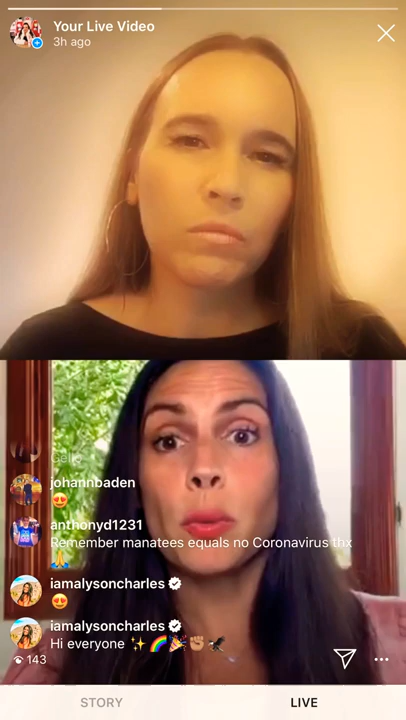 Your Live Video
3h ago
johannbaden
😍
anthonyd1231
Remember manatees equals no Coronavirus thx
🙏
iamalysoncharles
😍
iamalysoncharles
Hi everyone ✨🌈🎉✊🏽🦅
143
STORY
LIVE